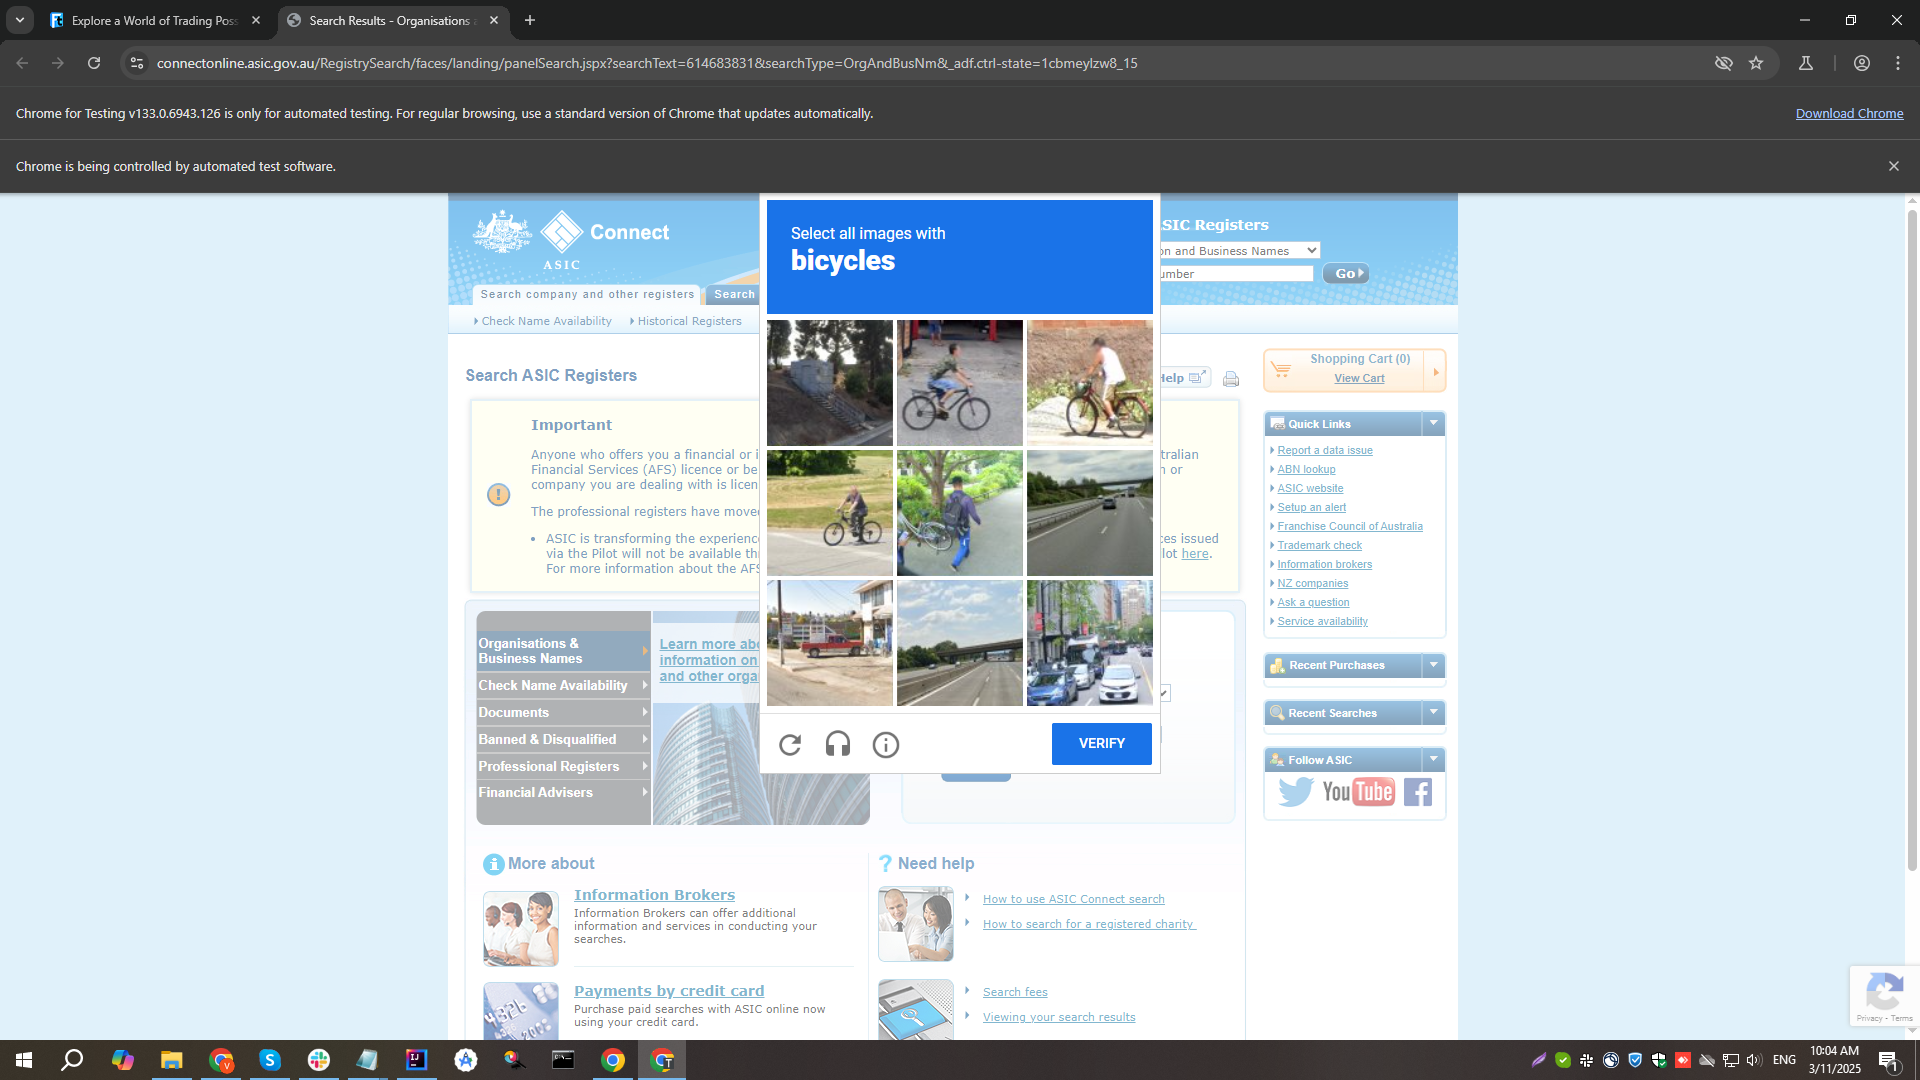 Explore a World of Trading Pos
Search Results - Organisations
connectonline.asic.gov.au/RegistrySearch/faces/landing/panelSearch.jspx?searchText=614683831&searchType=OrgAndBusNm&_adf.ctrl-state=1cbmeylzw8_15
Chrome for Testing v133.0.6943.126 is only for automated testing. For regular browsing, use a standard version of Chrome that updates automatically.
Download Chrome
Chrome is being controlled by automated test software.
Connect
ASIC
SIC Registers
on and Business Names
umber
Go
Search company and other registers
Search
Check Name Availability
Historical Registers
Select all images with
bicycles
VERIFY
Search ASIC Registers
Help
Important
Anyone who offers you a financial or i
tralian
Financial Services (AFS) licence or be
n or
company you are dealing with is licen
The professional registers have move
• ASIC is transforming the experience
ces issued
via the Pilot will not be available th
lot here.
For more information about the AFS
Organisations &
Business Names
Check Name Availability
Documents
Banned & Disqualified
Professional Registers
Financial Advisers
Learn more abo
information on
and other orga
Shopping Cart (0)
View Cart
Quick Links
Report a data issue
ABN lookup
ASIC website
Setup an alert
Franchise Council of Australia
Trademark check
Information brokers
NZ companies
Ask a question
Service availability
Recent Purchases
Recent Searches
Follow ASIC
YouTube
More about
Information Brokers
Information Brokers can offer additional
information and services in conducting your
searches.
Payments by credit card
Purchase paid searches with ASIC online now
using your credit card.
Need help
How to use ASIC Connect search
How to search for a registered charity
Search fees
Viewing your search results
Privacy - Terms
ENG
10:04 AM
3/11/2025
1